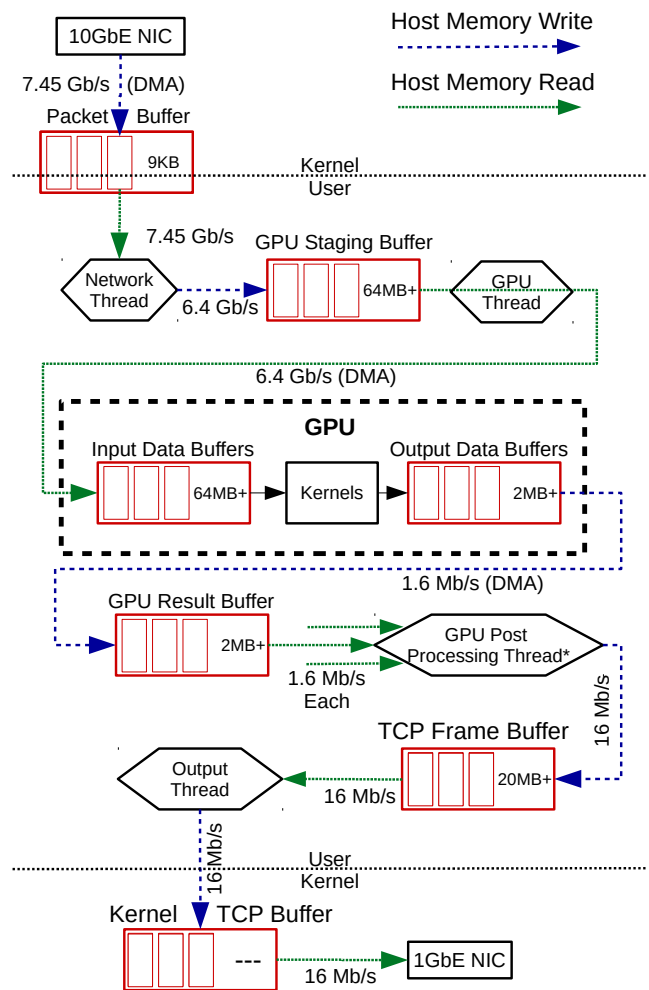 10GbE NIC
Host Memory Write
Host Memory Read
7.45 Gb/s (DMA)
Packet Buffer
9KB
Kernel
User
7.45 Gb/s
GPU Staging Buffer
Network
Thread
6.4 Gb/s
64MB+
GPU
Thread
6.4 Gb/s (DMA)
GPU
Input Data Buffers
Output Data Buffers
64MB+
Kernels
2MB+
1.6 Mb/s (DMA)
GPU Result Buffer
2MB+
GPU Post
Processing Thread*
1.6 Mb/s
Each
16 Mb/s
TCP Frame Buffer
20MB+
Output
Thread
16 Mb/s
16 Mb/s
User
Kernel
Kernel TCP Buffer
---
16 Mb/s
1GbE NIC